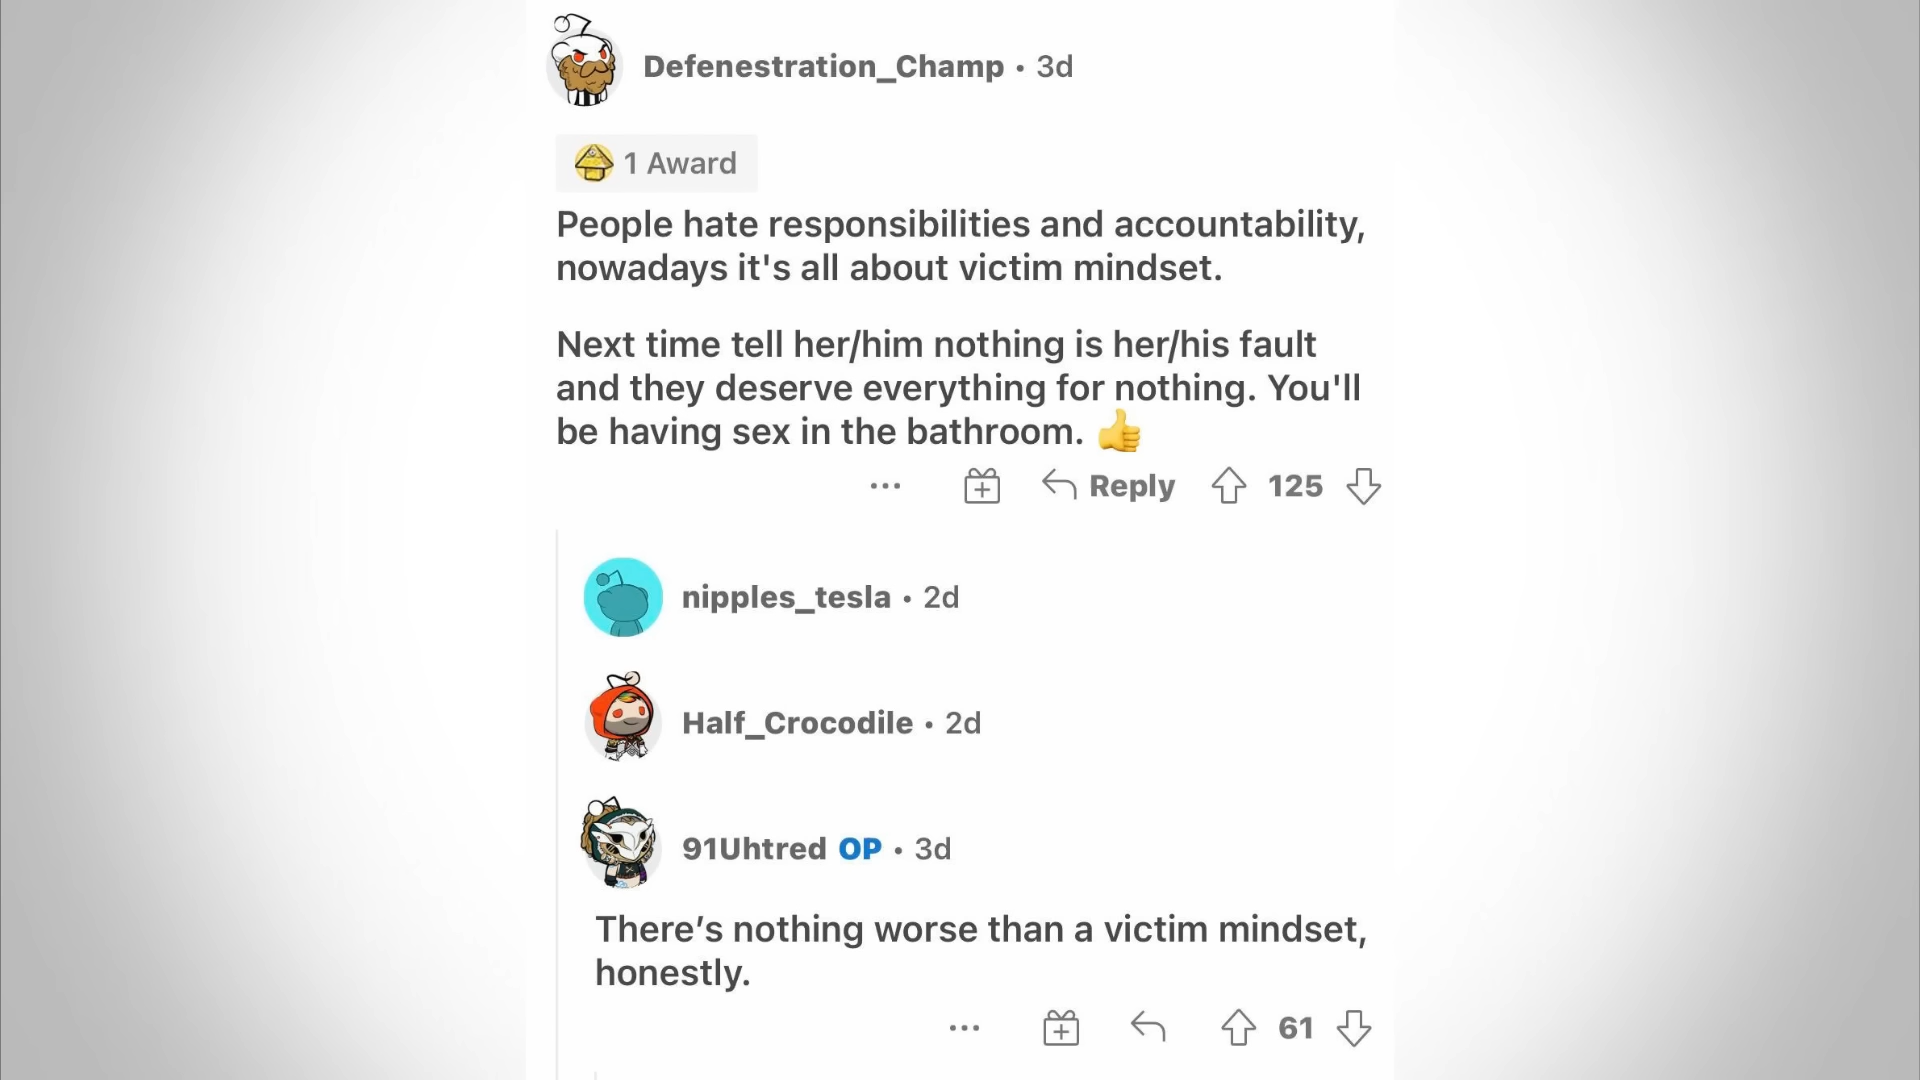 Defenestration_Champ • 3d
1 Award
People hate responsibilities and accountability,
nowadays it's all about victim mindset.
Next time tell her/him nothing is her/his fault
and they deserve everything for nothing. You'll
be having sex in the bathroom. 👍
... Reply 125
nipples_tesla • 2d
Half_Crocodile • 2d
91Uhtred OP • 3d
There’s nothing worse than a victim mindset,
honestly.
... 61